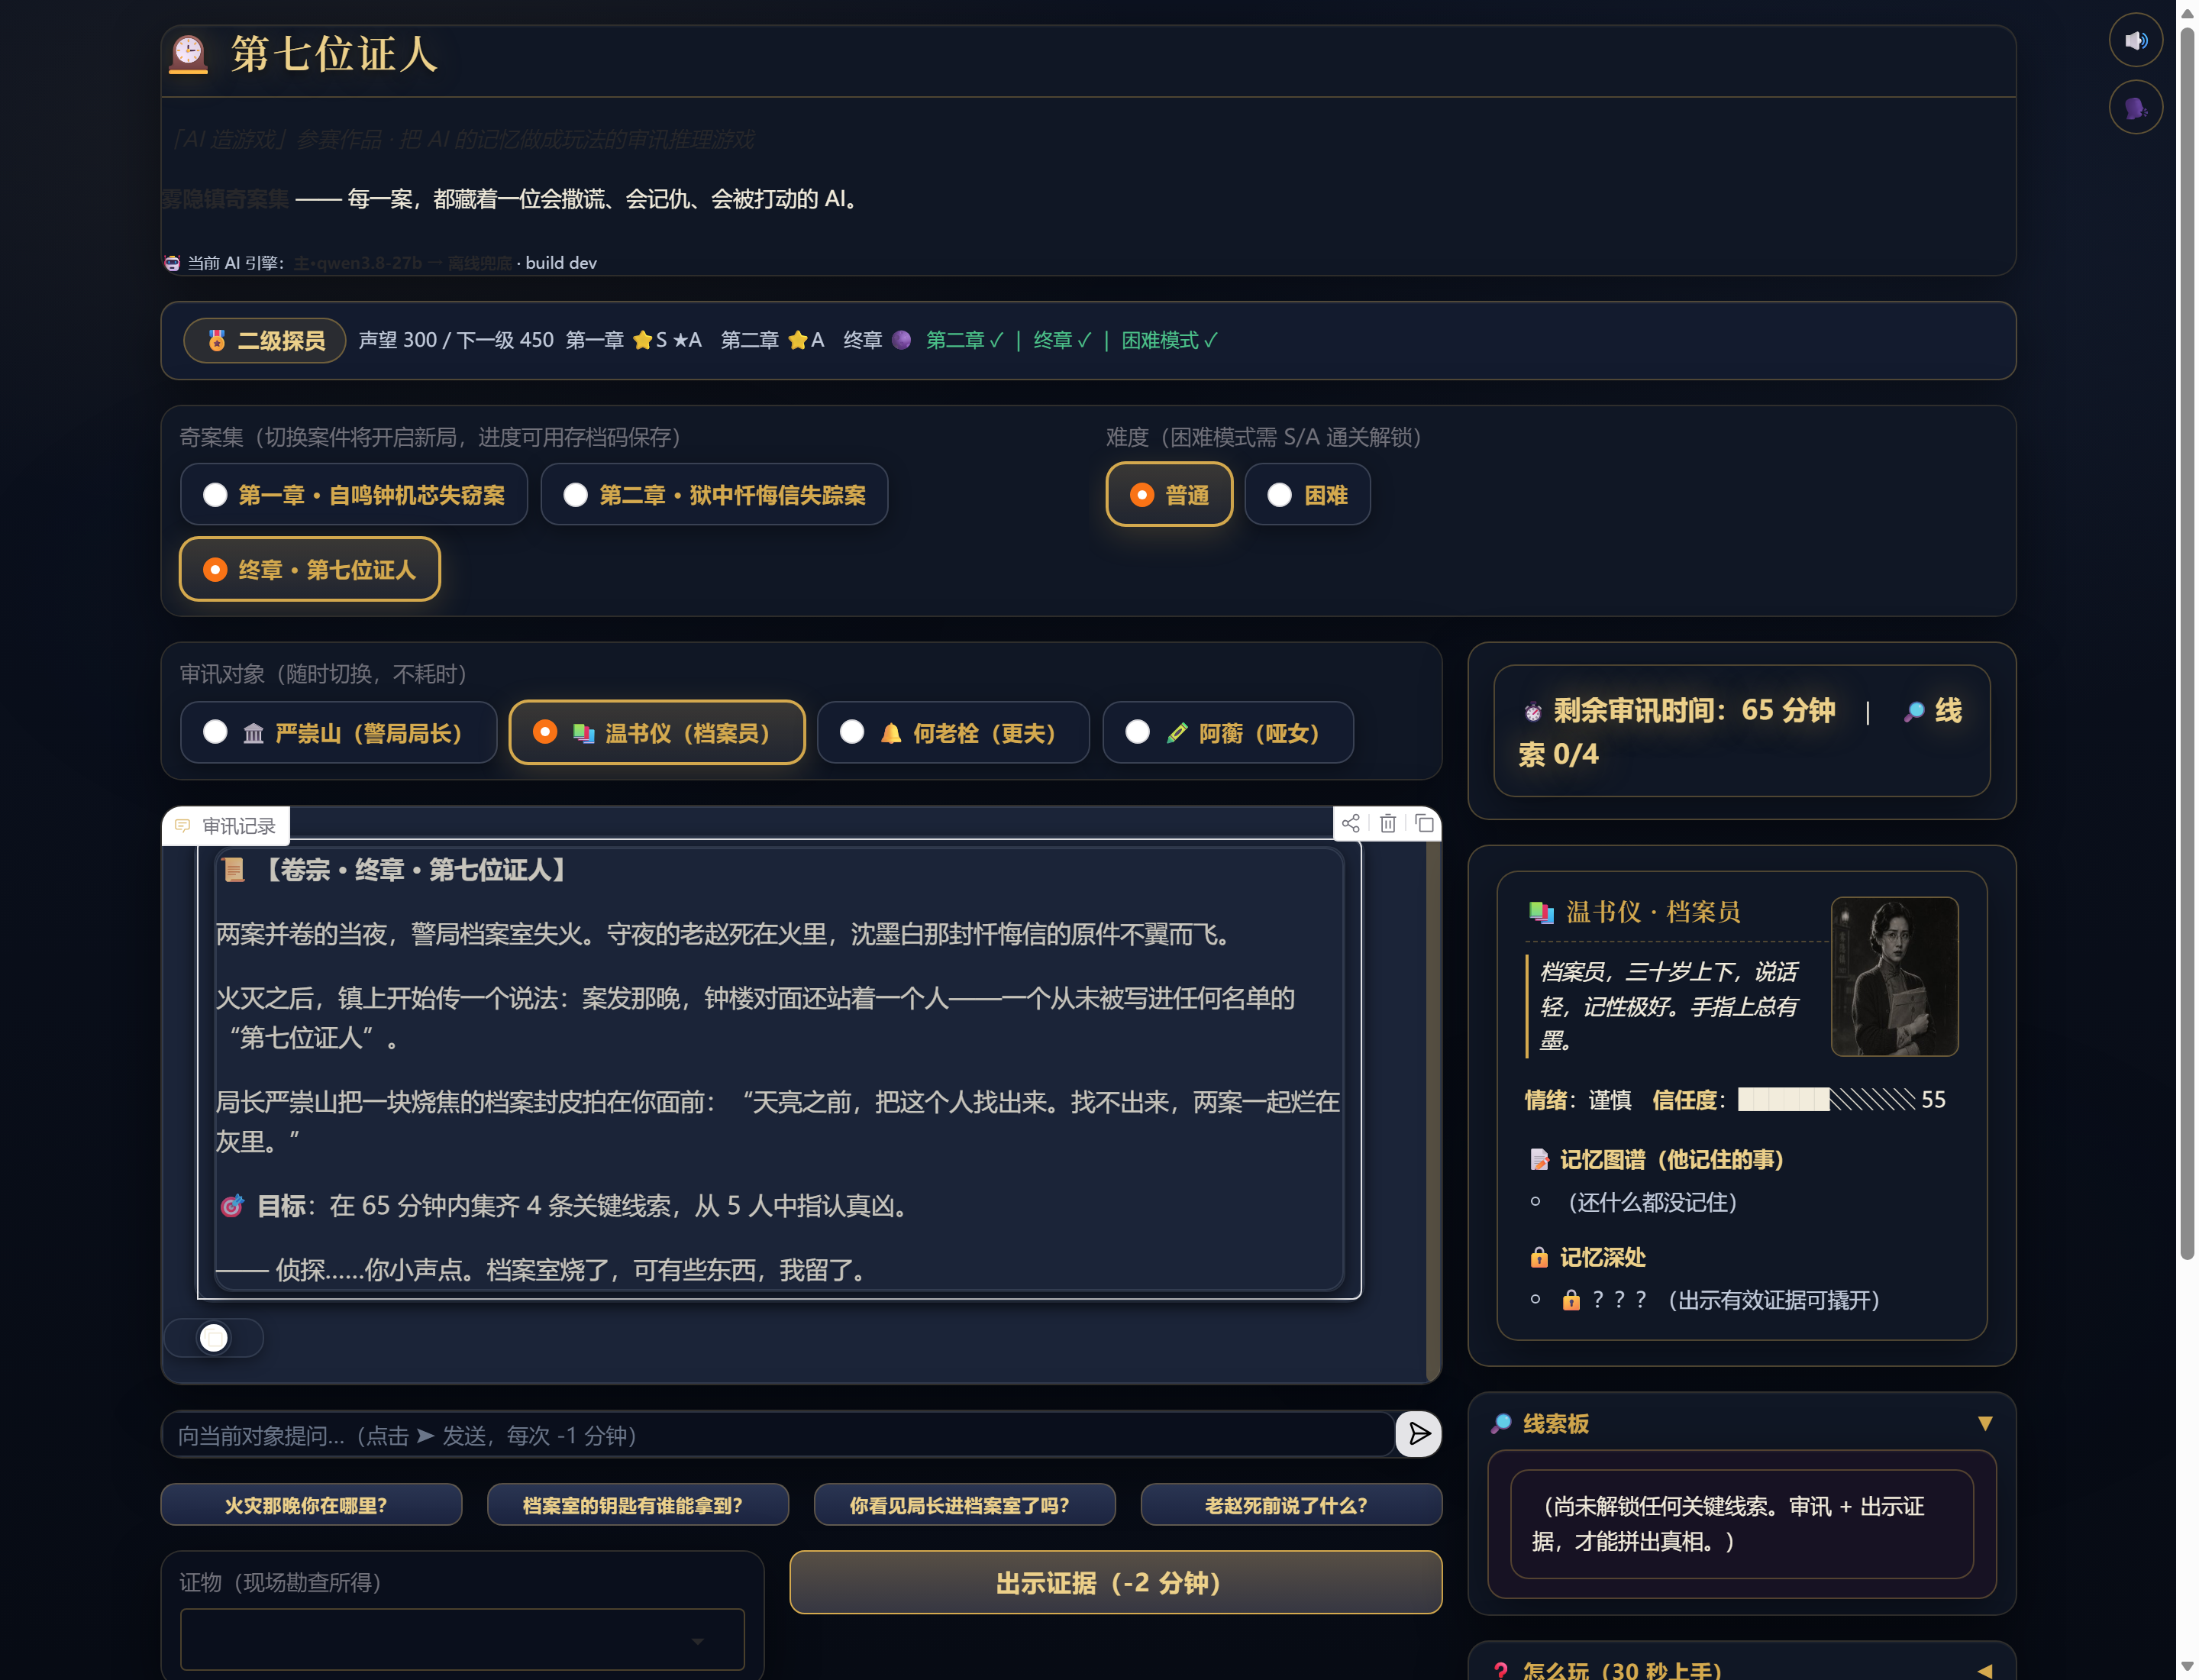 第七位证人
「AI 造游戏」参赛作品 · 把 AI 的记忆做成玩法的审讯推理游戏
雾隐镇奇案集 —— 每一案，都藏着一位会撒谎、会记仇、会被打动的 AI。
当前 AI 引擎：主·qwen3.8-27b → 离线兜底 · build dev
二级探员 声望 300 / 下一级 450 第一章 ⭐S ★A 第二章 ⭐A 终章 第二章 ✓ | 终章 ✓ | 困难模式 ✓
奇案集（切换案件将开启新局，进度可用存档码保存）
第一章 · 自鸣钟机芯失窃案
第二章 · 狱中忏悔信失踪案
终章 · 第七位证人
难度（困难模式需 S/A 通关解锁）
普通
困难
审讯对象（随时切换，不耗时）
严崇山（警局局长）
温书仪（档案员）
何老栓（更夫）
阿蘅（哑女）
审讯记录
【卷宗 · 终章 · 第七位证人】
两案并卷的当夜，警局档案室失火。守夜的老赵死在火里，沈墨白那封忏悔信的原件不翼而飞。
火灭之后，镇上开始传一个说法：案发那晚，钟楼对面还站着一个人——一个从未被写进任何名单的
“第七位证人”。
局长严崇山把一块烧焦的档案封皮拍在你面前：“天亮之前，把这个人找出来。找不出来，两案一起烂在
灰里。”
目标：在 65 分钟内集齐 4 条关键线索，从 5 人中指认真凶。
—— 侦探……你小声点。档案室烧了，可有些东西，我留了。
向当前对象提问…（点击 ➤ 发送，每次 -1 分钟）
火灾那晚你在哪里？
档案室的钥匙有谁能拿到？
你看见局长进档案室了吗？
老赵死前说了什么？
证物（现场勘查所得）
出示证据（-2 分钟）
剩余审讯时间：65 分钟 | 线
索 0/4
温书仪 · 档案员
档案员，三十岁上下，说话
轻，记性极好。手指上总有
墨。
情绪：谨慎 信任度： 55
记忆图谱（他记住的事）
（还什么都没记住）
记忆深处
？？？（出示有效证据可撬开）
线索板
（尚未解锁任何关键线索。审讯 + 出示证
据，才能拼出真相。）
怎么玩（30 秒上手）